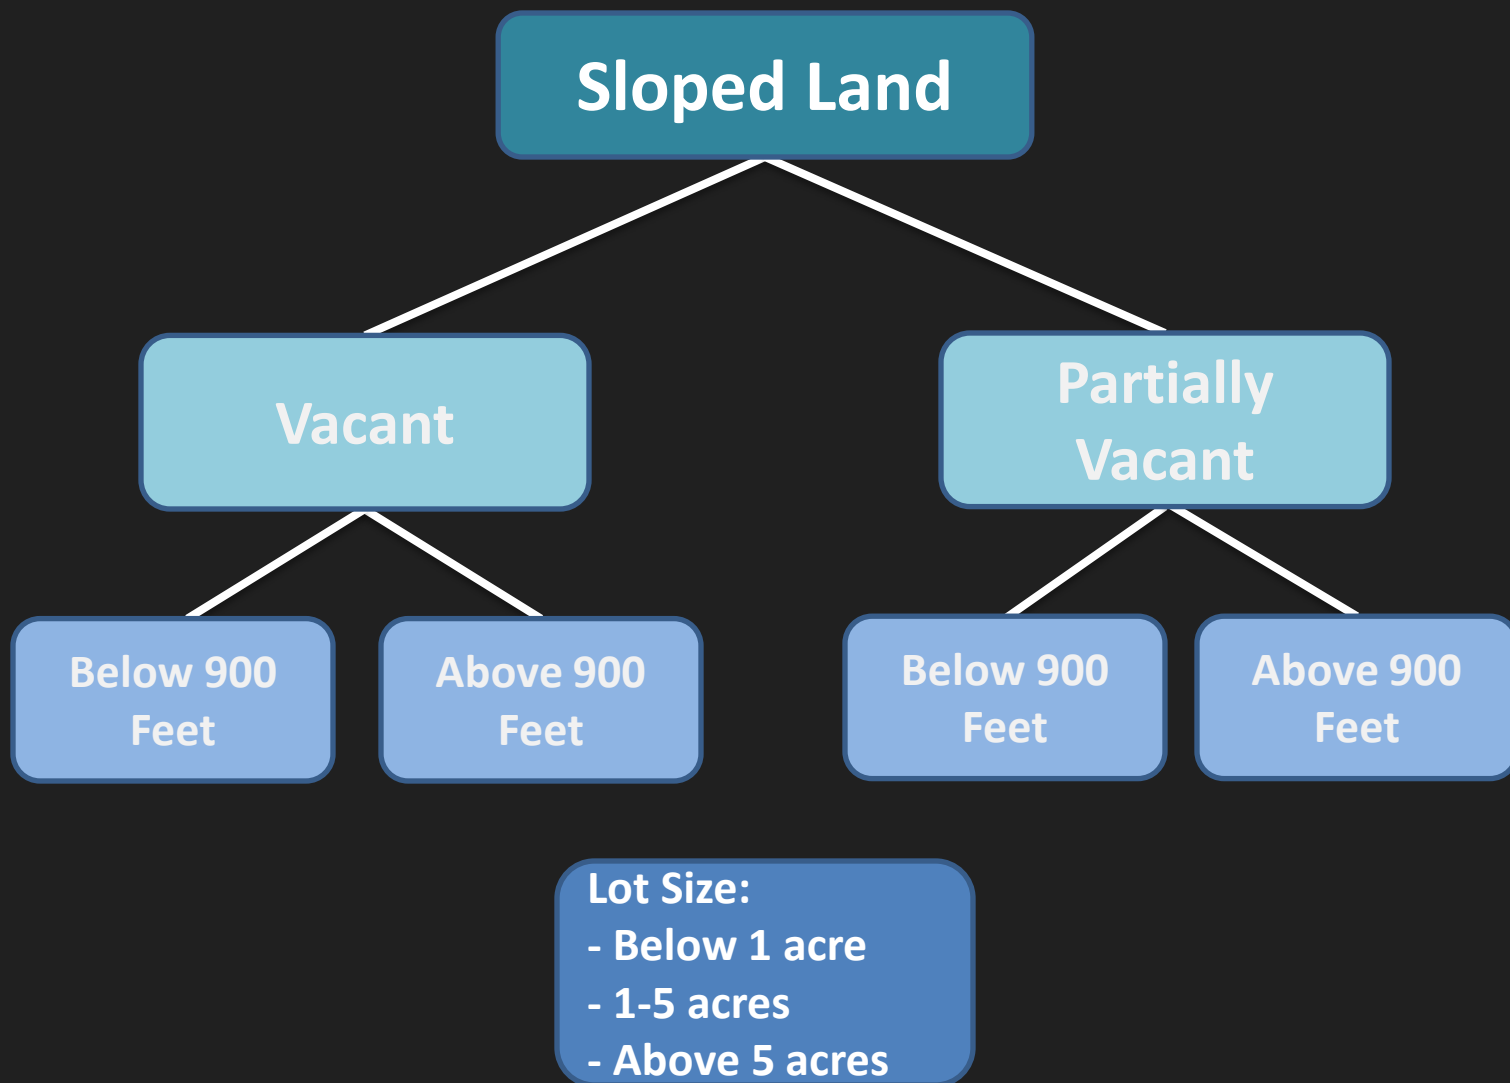 Sloped Land
Vacant
Partially
Vacant
Below 900
Feet
Above 900
Feet
Below 900
Feet
Above 900
Feet
Lot Size:
- Below 1 acre
- 1-5 acres
- Above 5 acres